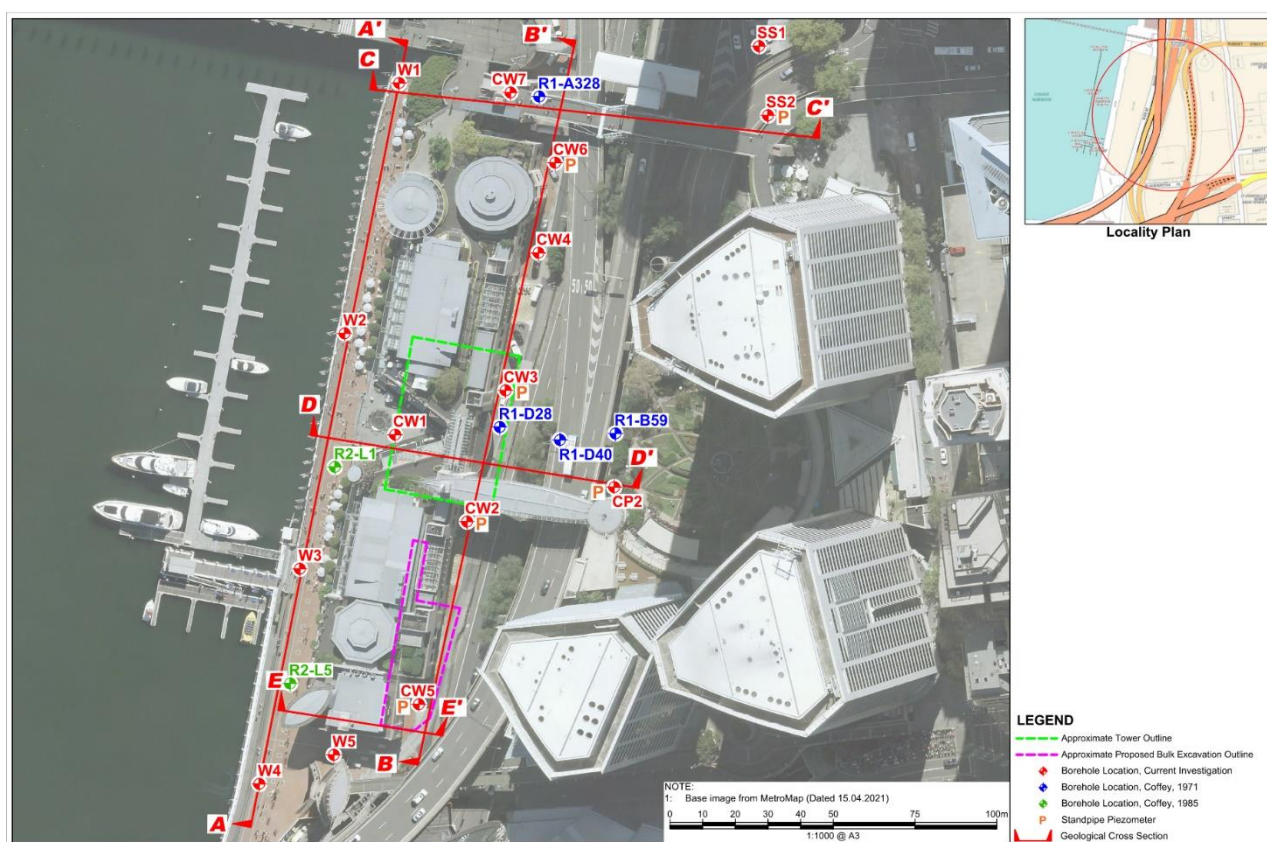 A'
B'
SS1
C
W1
CW7
R1-A328
SS2
P
C'
CW6
P
CW4
50 50
W2
CW3
P
D
CW1
R1-D28
R1-B59
R1-D40
R2-L1
D'
P
CP2
CW2
P
W3
R2-L5
E
CW5
P
E'
W5
B
W4
A
Locality Plan
NOTE:
1: Base image from MetroMap (Dated 15.04.2021)
0 10 20 30 40 50 75 100m
1:1000 @ A3
LEGEND
Approximate Tower Outline
Approximate Proposed Bulk Excavation Outline
Borehole Location, Current Investigation
Borehole Location, Coffey, 1971
Borehole Location, Coffey, 1985
P Standpipe Piezometer
Geological Cross Section